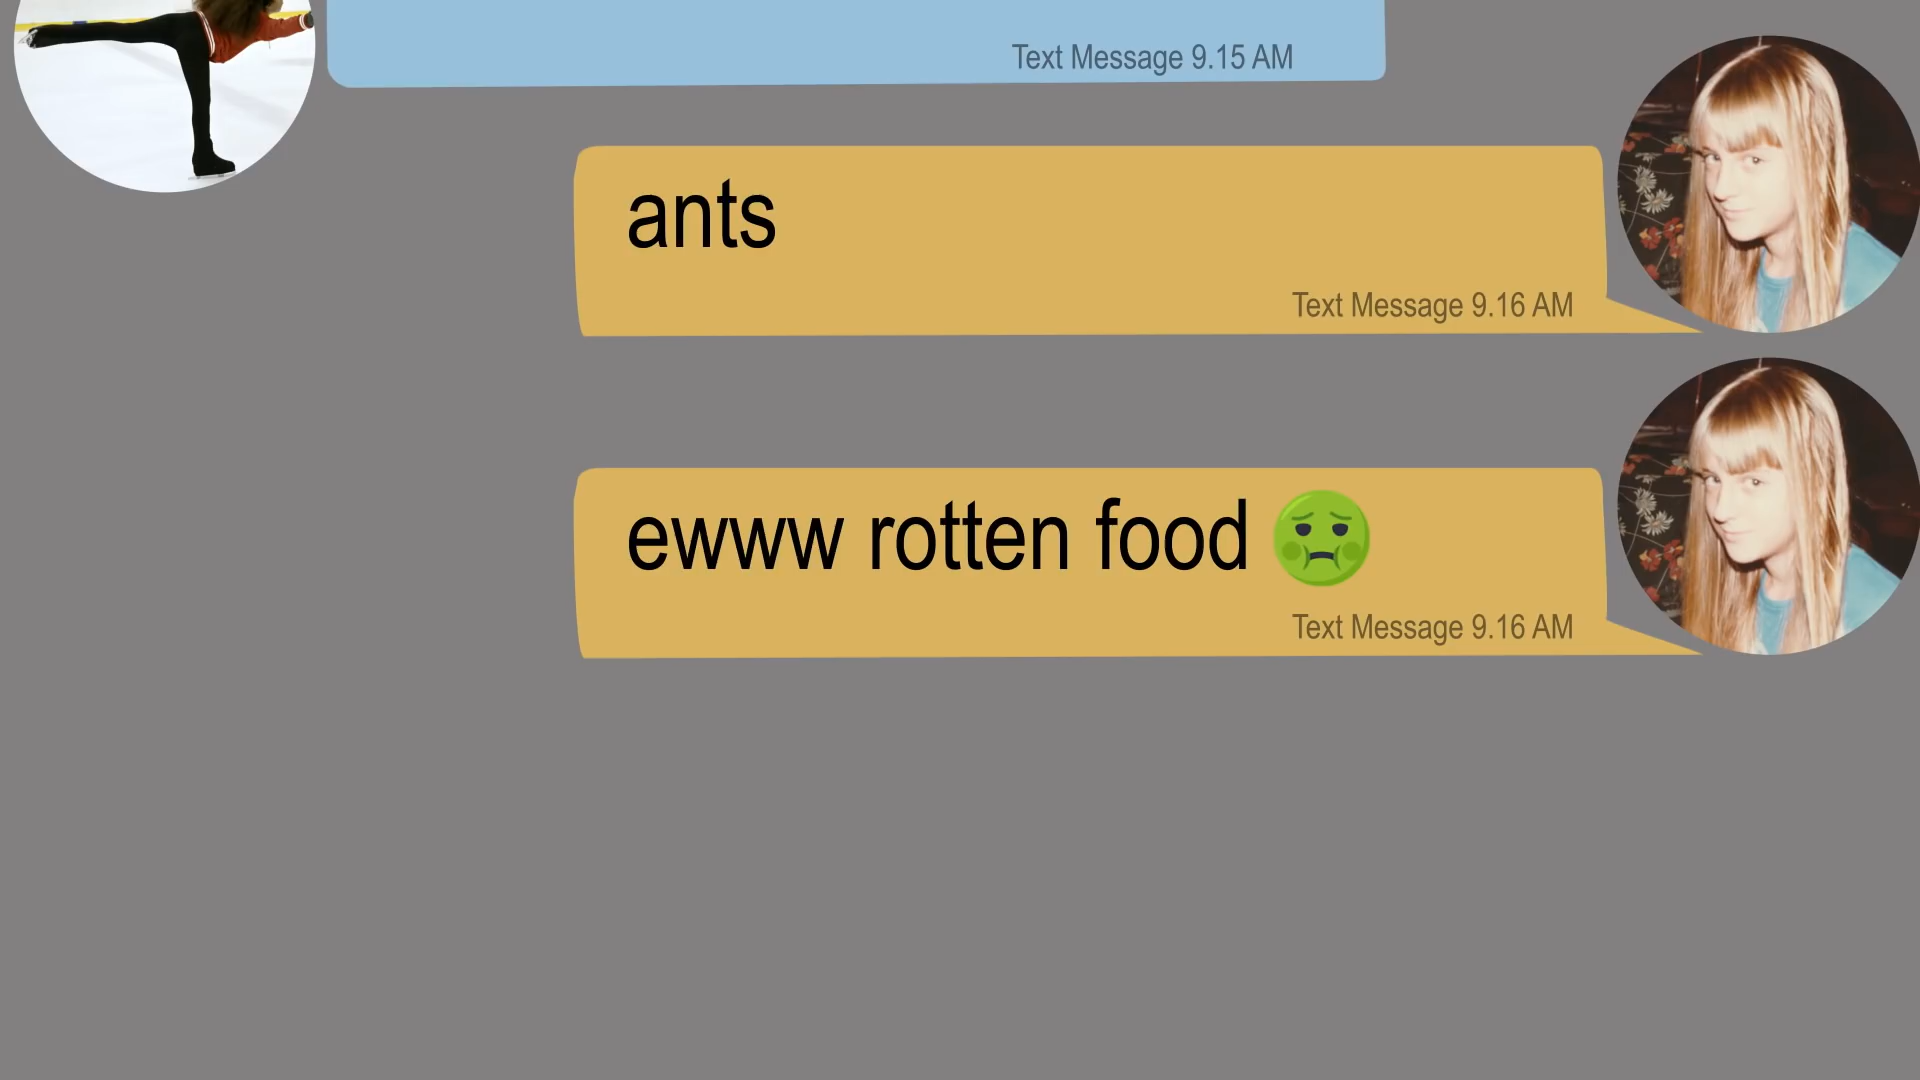 Text Message 9.15 AM
ants
Text Message 9.16 AM
ewww rotten food 🤢
Text Message 9.16 AM